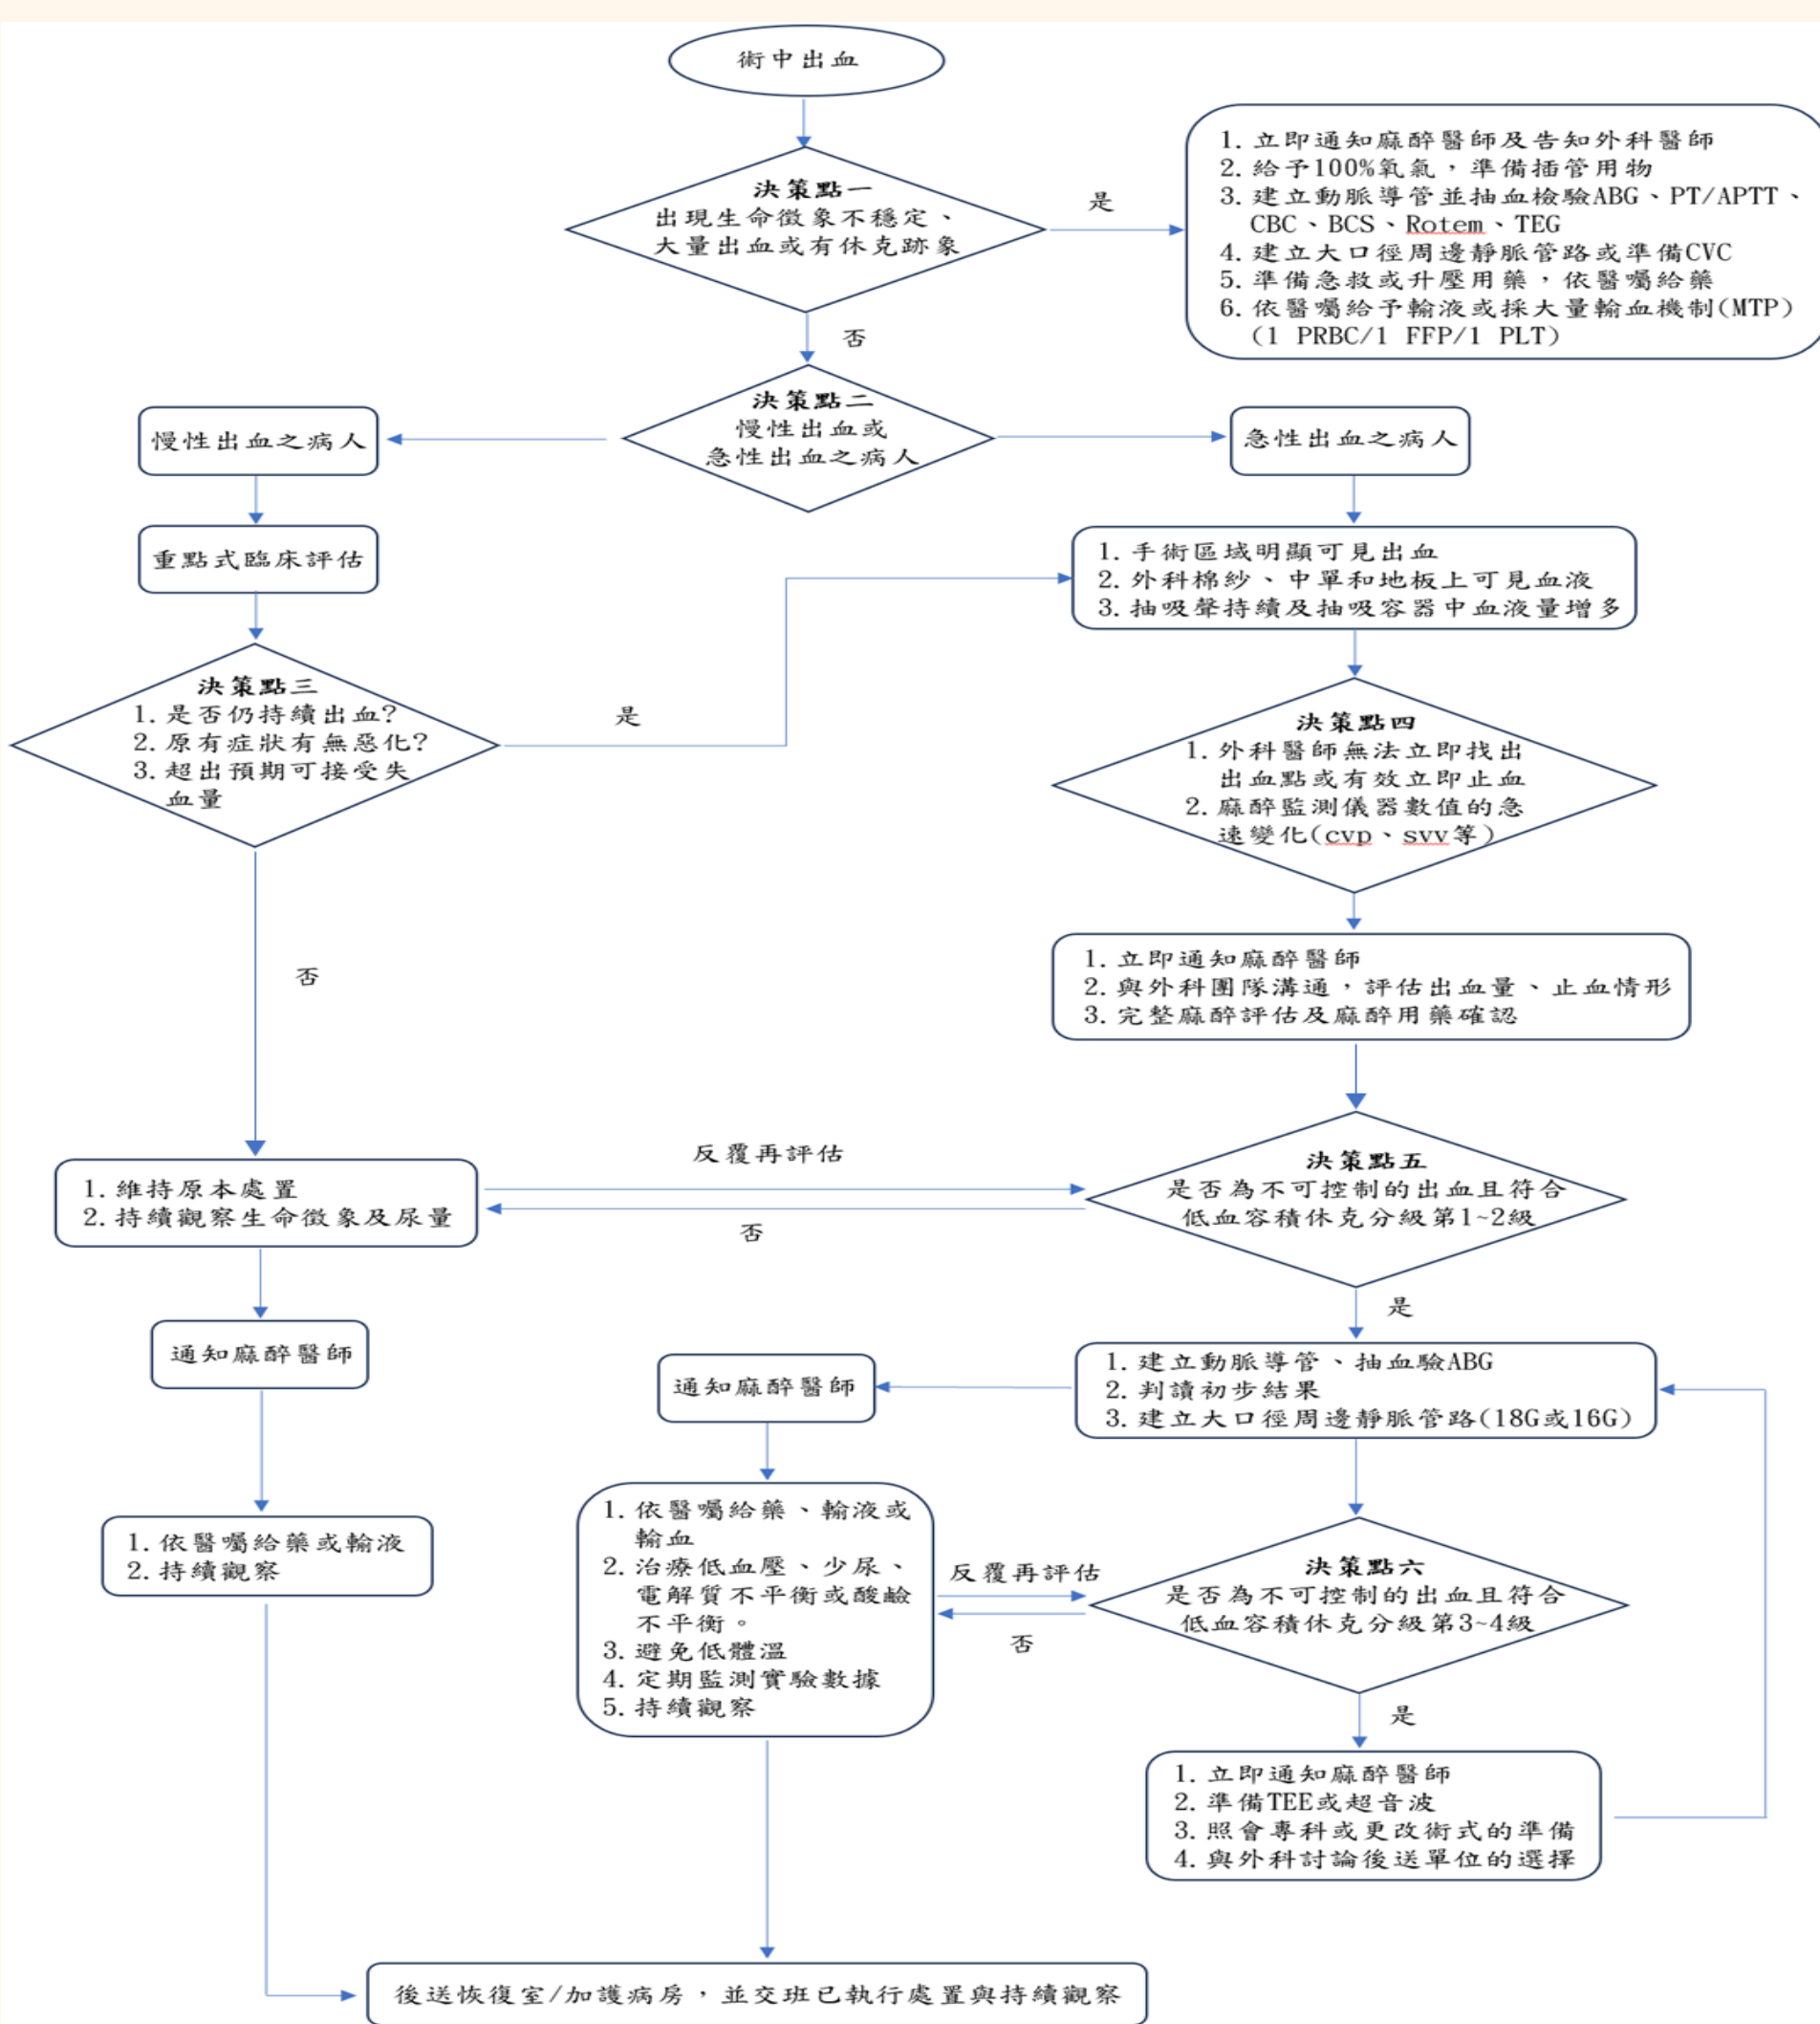 術中出血
決策點一
出現生命徵象不穩定、
大量出血或有休克跡象
是
1. 立即通知麻醉醫師及告知外科醫師
2. 給予100%氧氣，準備插管用物
3. 建立動脈導管並抽血檢驗ABG、PT/APTT、
CBC、BCS、Rotem、TEG
4. 建立大口徑周邊靜脈管路或準備CVC
5. 準備急救或升壓用藥，依醫囑給藥
6. 依醫囑給予輸液或採大量輸血機制(MTP)
(1 PRBC/1 FFP/1 PLT)
否
決策點二
慢性出血或
急性出血之病人
慢性出血之病人
急性出血之病人
重點式臨床評估
1. 手術區域明顯可見出血
2. 外科棉紗、中單和地板上可見血液
3. 抽吸聲持續及抽吸容器中血液量增多
決策點三
1. 是否仍持續出血?
2. 原有症狀有無惡化?
3. 超出預期可接受失
血量
是
決策點四
1. 外科醫師無法立即找出
出血點或有效立即止血
2. 麻醉監測儀器數值的急
速變化(cvp、svv等)
否
1. 立即通知麻醉醫師
2. 與外科團隊溝通，評估出血量、止血情形
3. 完整麻醉評估及麻醉用藥確認
決策點五
是否為不可控制的出血且符合
低血容積休克分級第1~2級
反覆再評估
否
1. 維持原本處置
2. 持續觀察生命徵象及尿量
是
通知麻醉醫師
通知麻醉醫師
1. 建立動脈導管、抽血驗ABG
2. 判讀初步結果
3. 建立大口徑周邊靜脈管路(18G或16G)
1. 依醫囑給藥或輸液
2. 持續觀察
1. 依醫囑給藥、輸液或
輸血
2. 治療低血壓、少尿、
電解質不平衡或酸鹼
不平衡。
3. 避免低體溫
4. 定期監測實驗數據
5. 持續觀察
反覆再評估
否
決策點六
是否為不可控制的出血且符合
低血容積休克分級第3~4級
是
1. 立即通知麻醉醫師
2. 準備TEE或超音波
3. 照會專科或更改術式的準備
4. 與外科討論後送單位的選擇
後送恢復室/加護病房，並交班已執行處置與持續觀察